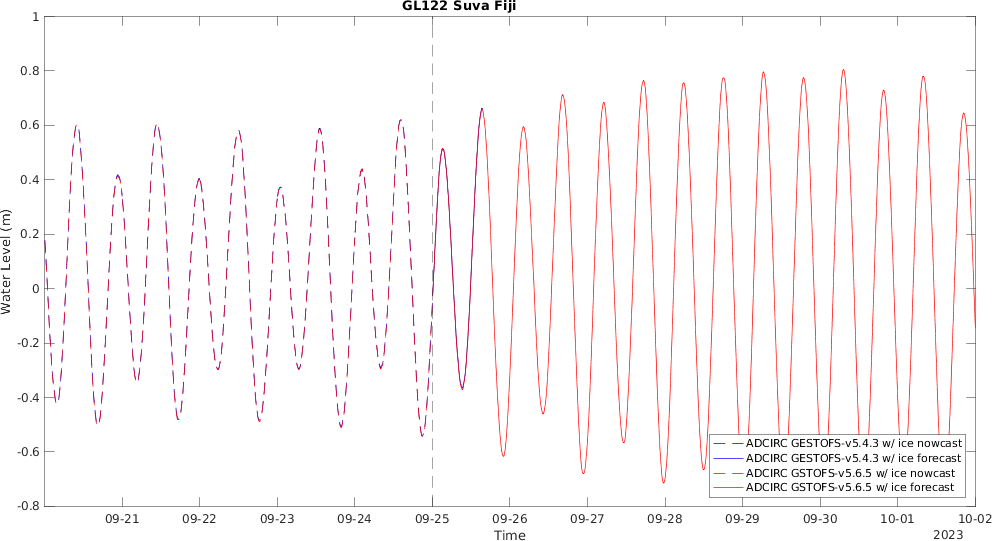 GL122 Suva Fiji
1
0.8
0.6
0.4
0.2
0
-0.2
-0.4
-0.6
-0.8
Water Level (m)
ADCIRC GESTOFS-v5.4.3 w/ ice nowcast
ADCIRC GESTOFS-v5.4.3 w/ ice forecast
ADCIRC GSTOFS-v5.6.5 w/ ice nowcast
ADCIRC GSTOFS-v5.6.5 w/ ice forecast
09-21 09-22 09-23 09-24 09-25 09-26 09-27 09-28 09-29 09-30 10-01 10-02
Time
2023